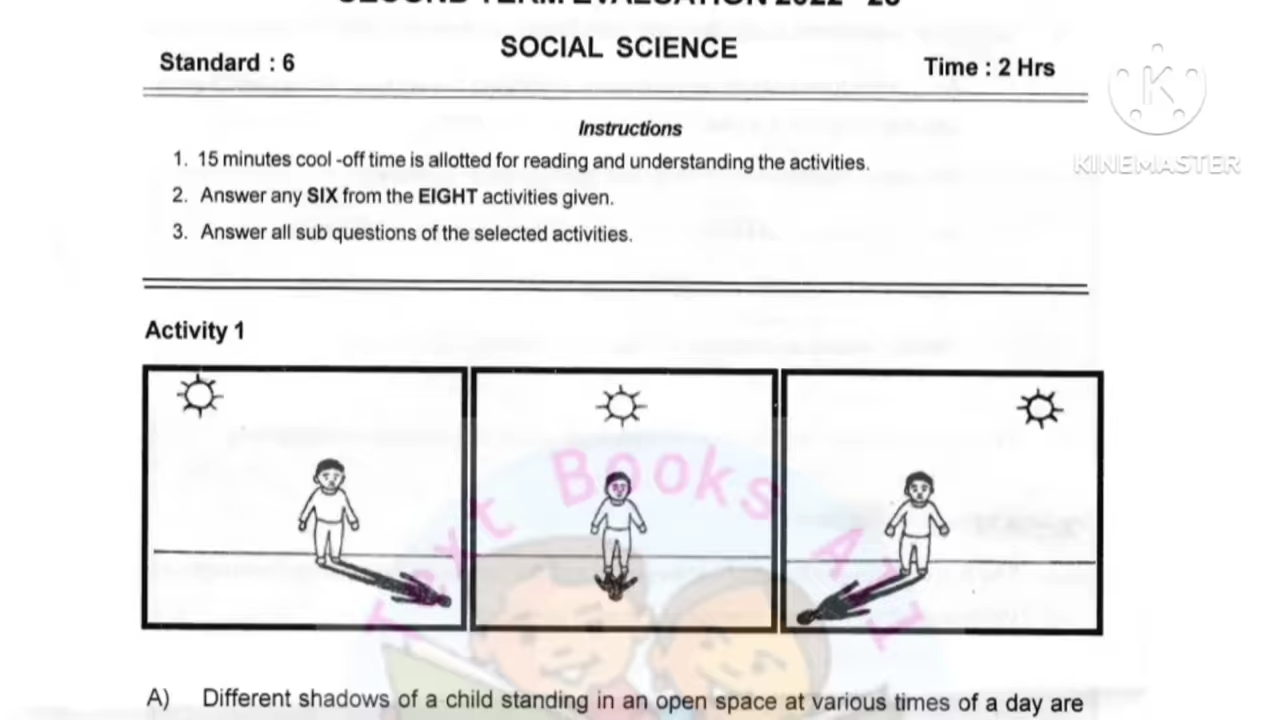 SECOND TERM EVALUATION 2022 - 23
SOCIAL SCIENCE
Standard : 6
Time : 2 Hrs
Instructions
1. 15 minutes cool -off time is allotted for reading and understanding the activities.
2. Answer any SIX from the EIGHT activities given.
3. Answer all sub questions of the selected activities.
K
KINEMASTER
Activity 1
Text Books All
A) Different shadows of a child standing in an open space at various times of a day are